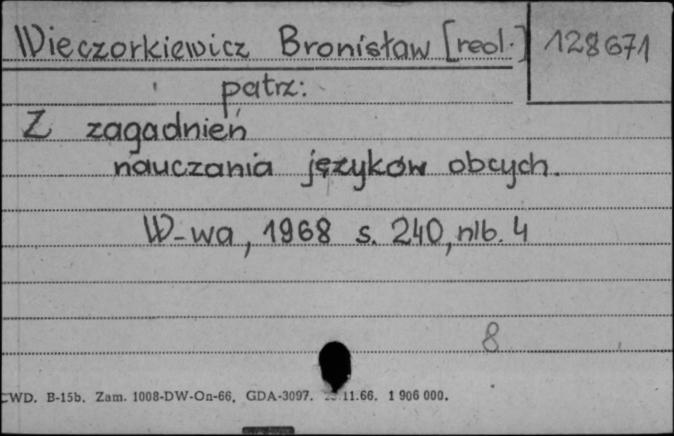 Wieczorkiewicz Bronisław [red.] 128671
patrz:
Z zagadnień
nauczania języków obcych.
W-wa, 1968 s. 240, nlb. 4
8
CWD. B-15b. Zam. 1008-DW-On-66. GDA-3097. 11.66. 1 906 000.